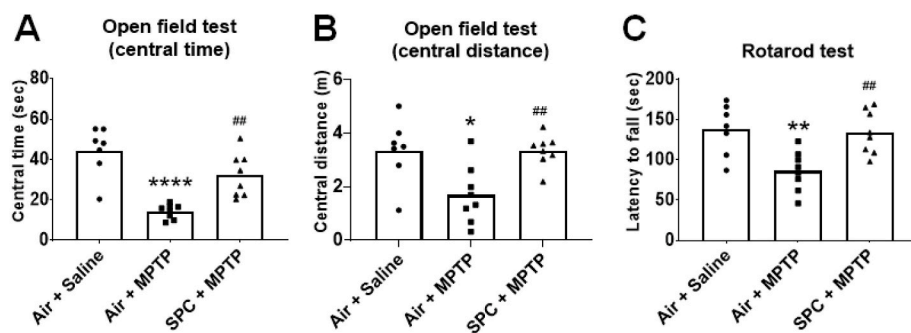 A
Open field test
(central time)
Central time (sec)
80
60
40
20
0
****
##
Air + Saline
Air + MPTP
SPC + MPTP
B
Open field test
(central distance)
Central distance (m)
6
4
2
0
*
##
Air + Saline
Air + MPTP
SPC + MPTP
C
Rotarod test
Latency to fall (sec)
200
150
100
50
0
**
##
Air + Saline
Air + MPTP
SPC + MPTP